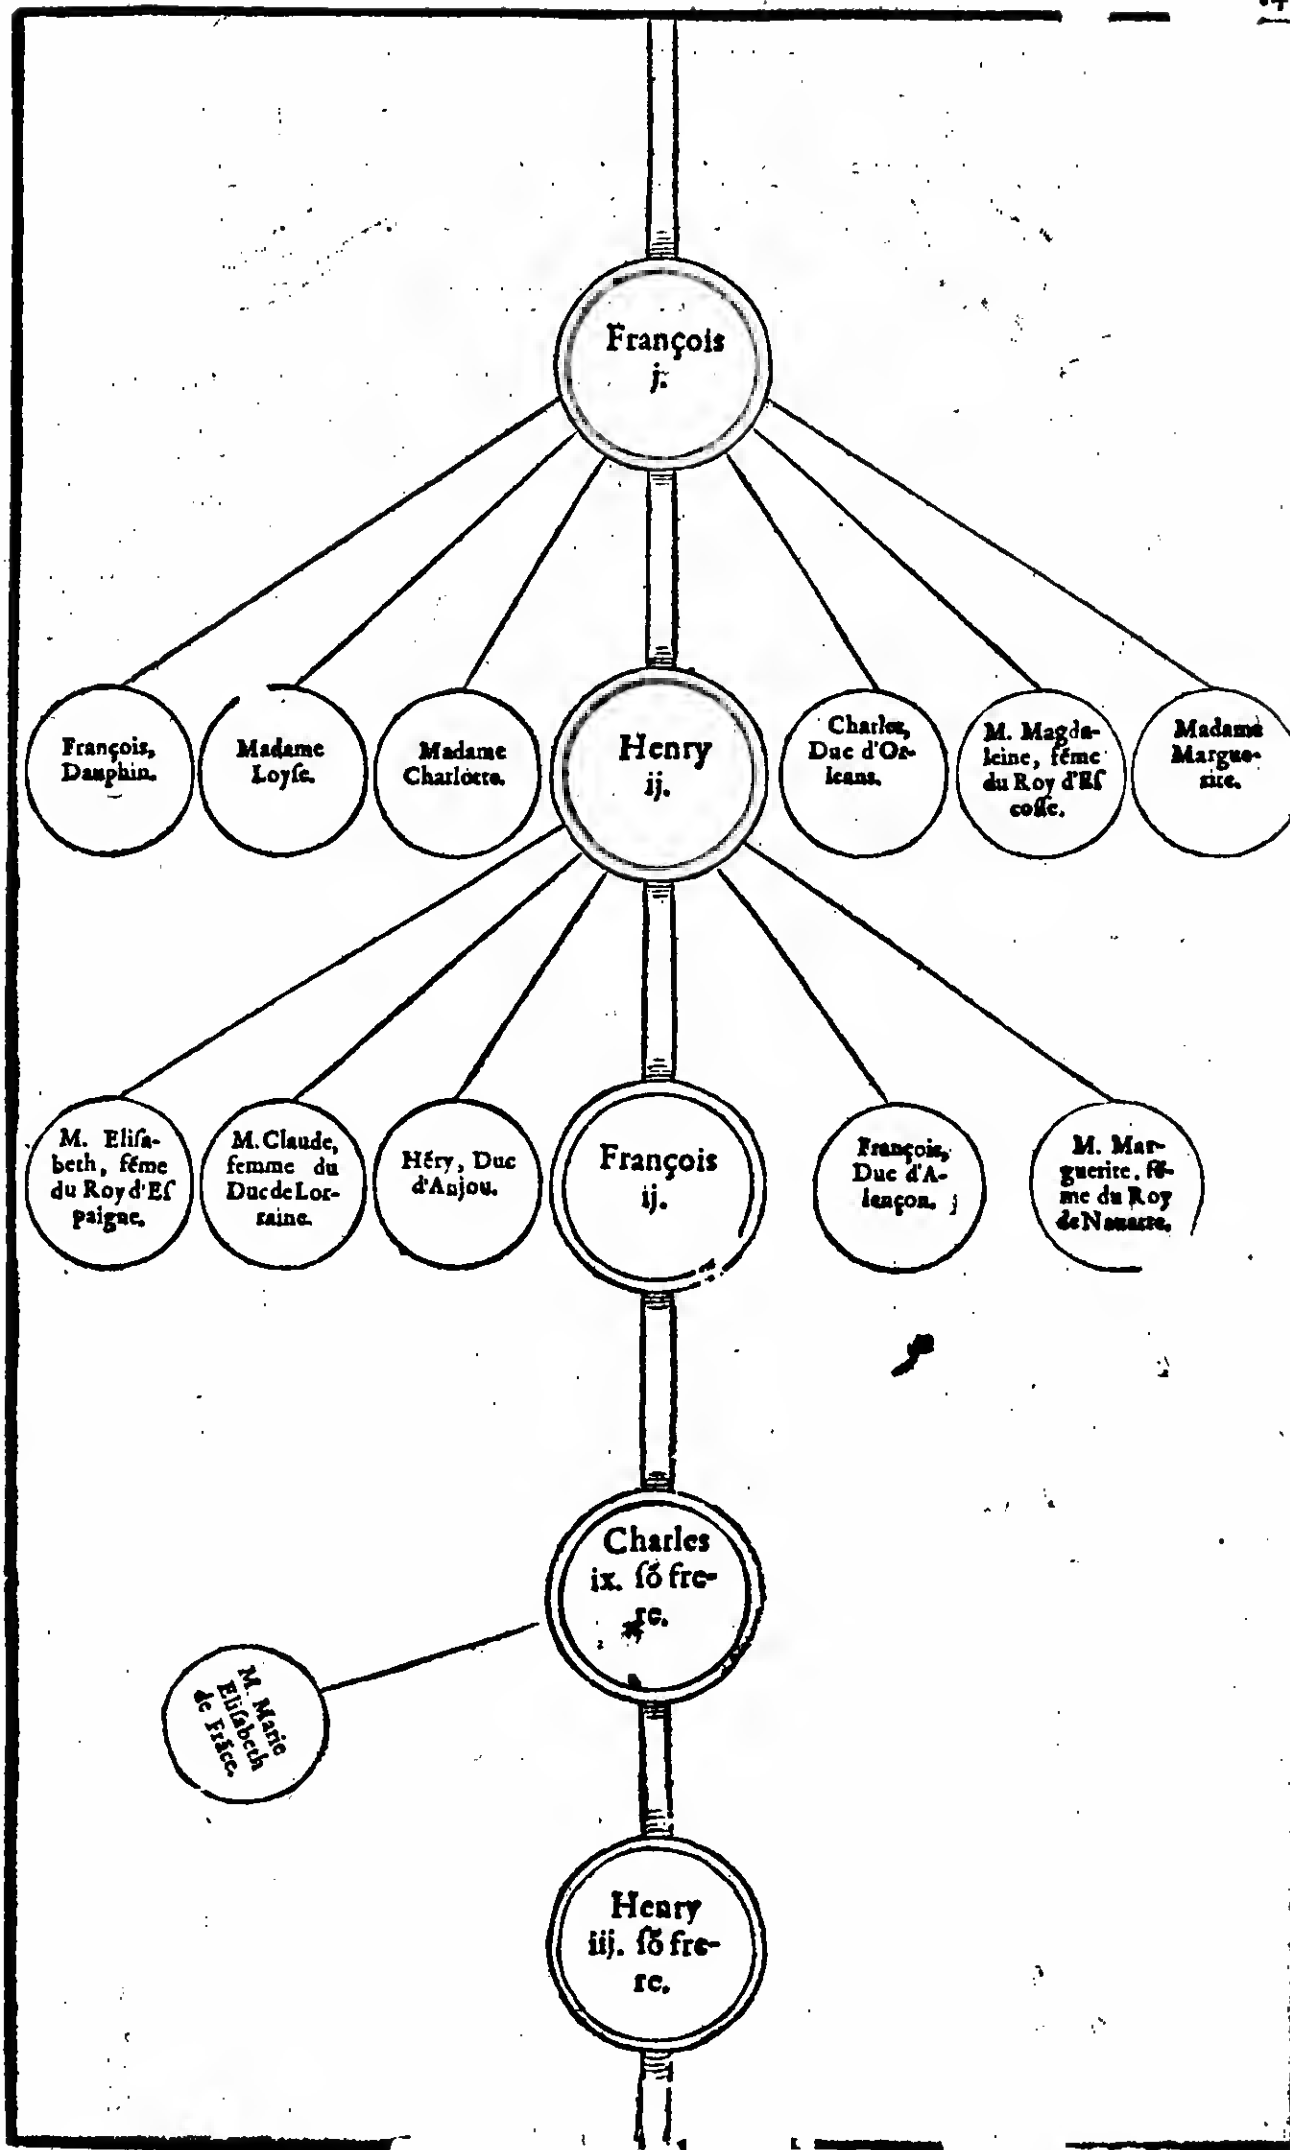 François
j.
François,
Dauphin.
Madame
Loyſe.
Madame
Charlotte.
Henry
ij.
Charles,
Duc d'Or-
leans.
M. Magda-
leine, féme
du Roy d'Eſ
coſſe.
Madame
Margue-
rite.
M. Eliſa-
beth, féme
du Roy d'Eſ
paigne.
M. Claude,
femme du
Duc de Lor-
raine.
Héry, Duc
d'Anjou.
François
ij.
François,
Duc d'A-
lençon.
M. Mar-
guerite, fé-
me du Roy
de Nauarre.
Charles
ix. ſõ fre-
re.
M. Marie
Eliſabeth
de Frãce.
Henry
iij. ſõ fre-
re.